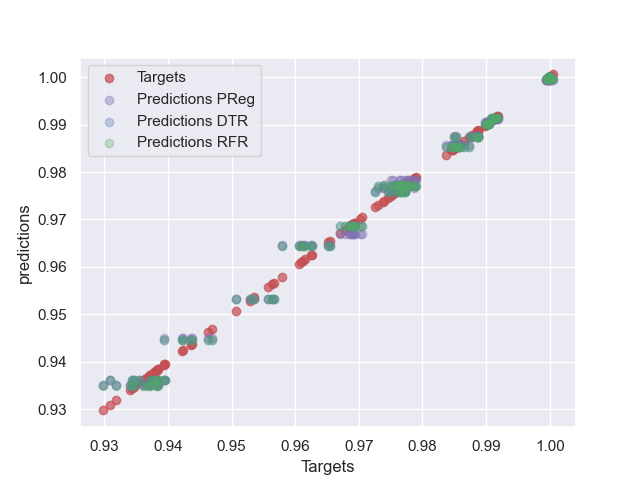 1.00
0.99
0.98
0.97
0.96
0.95
0.94
0.93
predictions
Targets
Predictions PReg
Predictions DTR
Predictions RFR
0.93 0.94 0.95 0.96 0.97 0.98 0.99 1.00
Targets